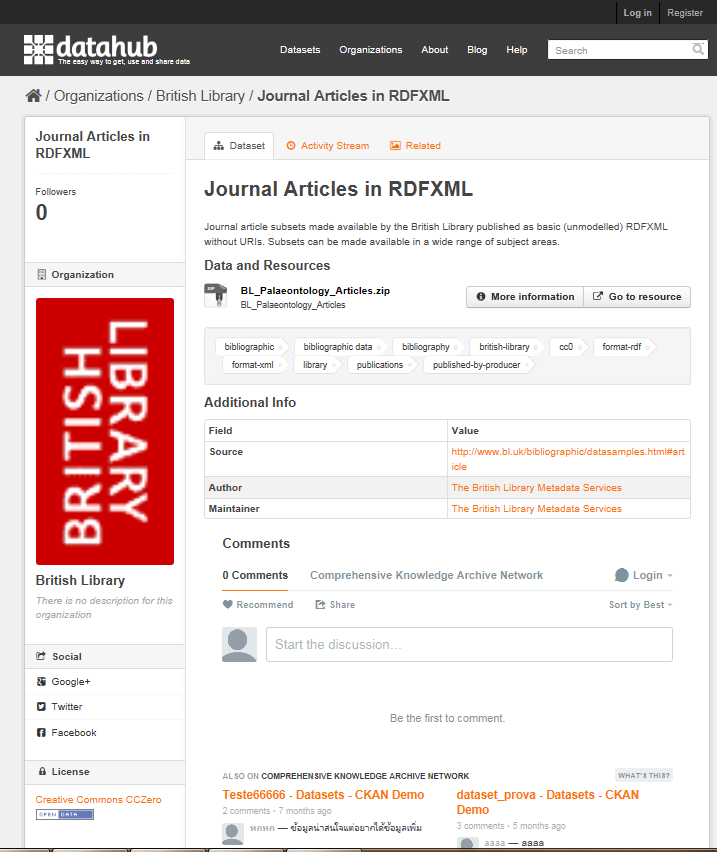 Log in Register
datahub
The easy way to get, use and share data
Datasets Organizations About Blog Help Search
/ Organizations / British Library / Journal Articles in RDFXML
Journal Articles in
RDFXML
Followers
0
Organization
BRITISH
LIBRARY
British Library
There is no description for this
organization
Social
Google+
Twitter
Facebook
License
Creative Commons CCZero
OPEN DATA
Dataset Activity Stream Related
Journal Articles in RDFXML
Journal article subsets made available by the British Library published as basic (unmodelled) RDFXML
without URIs. Subsets can be made available in a wide range of subject areas.
Data and Resources
ZIP
BL_Palaeontology_Articles.zip
BL_Palaeontology_Articles
More information Go to resource
bibliographic bibliographic data bibliography british-library cc0 format-rdf
format-xml library publications published-by-producer
Additional Info
Field Value
Source http://www.bl.uk/bibliographic/datasamples.html#art
icle
Author The British Library Metadata Services
Maintainer The British Library Metadata Services
Comments
0 Comments Comprehensive Knowledge Archive Network Login
Recommend Share Sort by Best
Start the discussion...
Be the first to comment.
ALSO ON COMPREHENSIVE KNOWLEDGE ARCHIVE NETWORK WHAT'S THIS?
Teste66666 - Datasets - CKAN Demo
2 comments • 7 months ago
หกหก — ข้อมูลน่าสนใจแต่อยากได้ข้อมูลเพิ่ม
dataset_prova - Datasets - CKAN
Demo
3 comments • 5 months ago
aaaa — aaaa